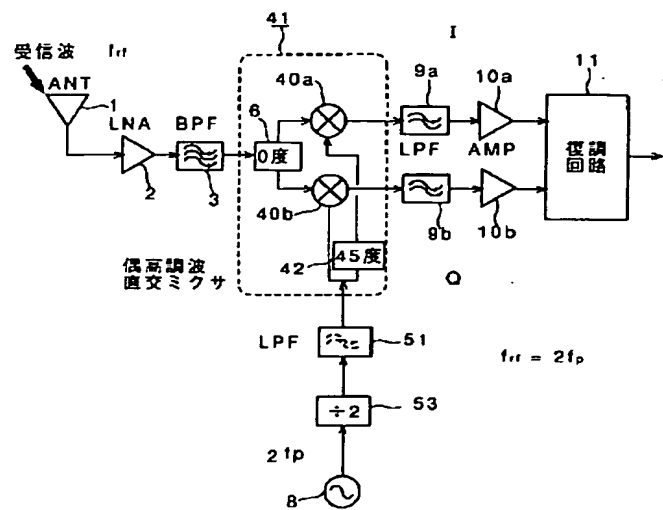 41
I
受信波 frf
ANT
1
40a
9a
10a
11
LNA
BPF
6
0度
LPF
AMP
復調
回路
2
3
40b
9b
10b
42
45度
偶高調波
直交ミクサ
Q
LPF
51
frf = 2fp
÷2
53
2fp
8